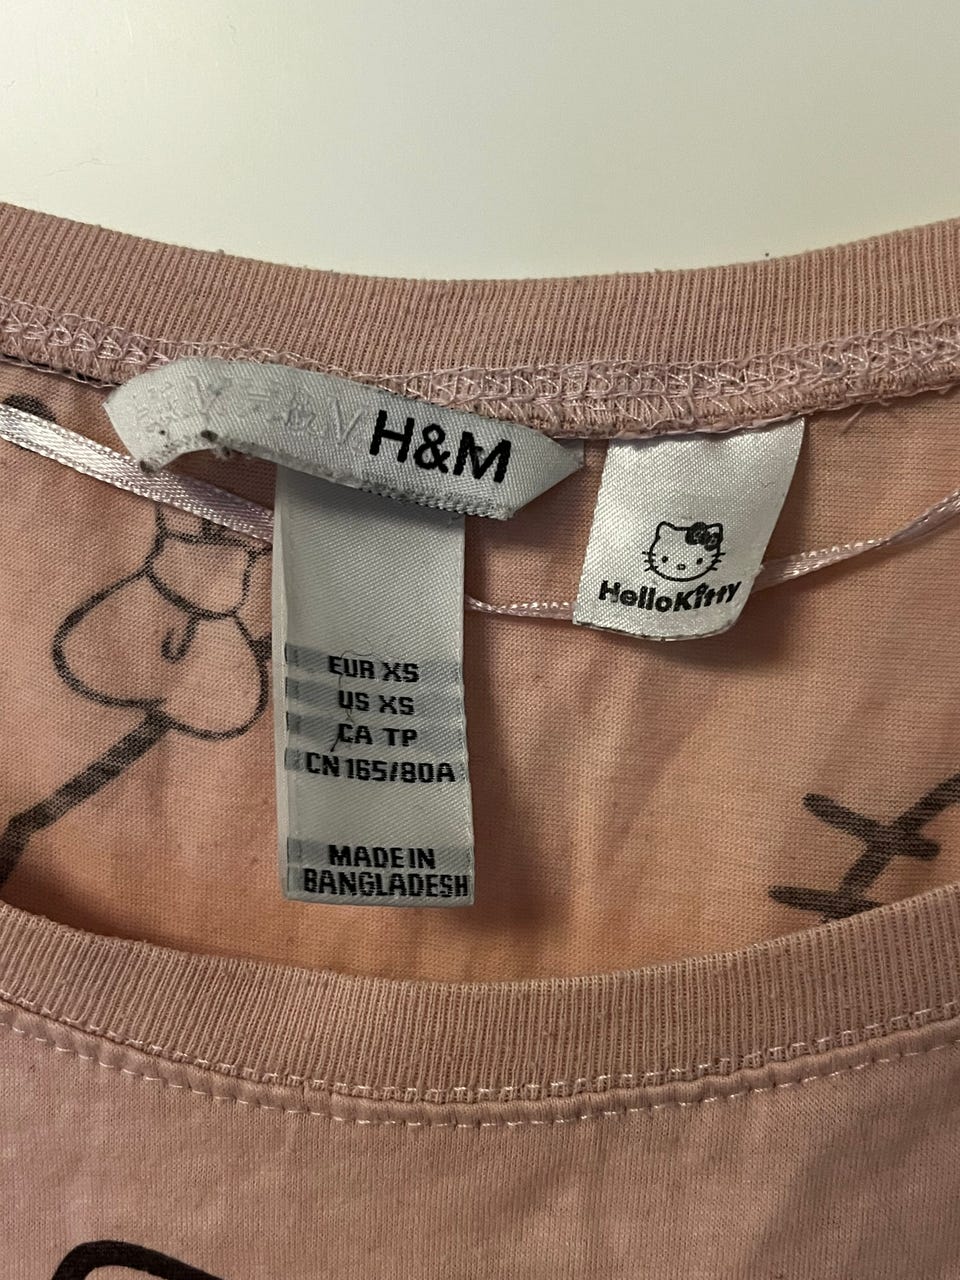 H&M
HelloKitty
EUR XS
US XS
CA TP
CN 165/80A
MADE IN
BANGLADESH